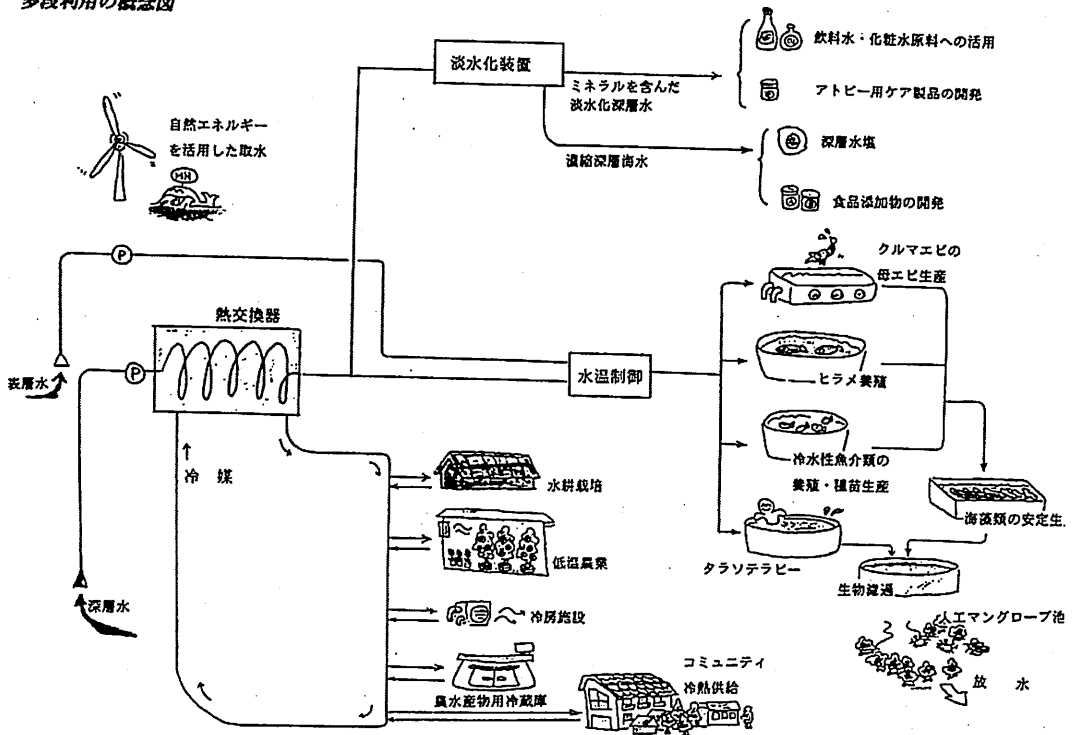 多段利用の概念図
淡水化装置
ミネラルを含んだ
淡水化深層水
飲料水・化粧水原料への活用
アトピー用ケア製品の開発
自然エネルギー
を活用した取水
濃縮深層海水
深層水塩
食品添加物の開発
クルマエビの
母エビ生産
P
熱交換器
表層水
P
水温制御
ヒラメ養殖
冷媒
冷水性魚介類の
養殖・種苗生産
水耕栽培
海藻類の安定生
低温農業
タラソテラピー
生物濾過
深層水
冷房施設
人工マングローブ池
コミュニティ
冷熱供給
放水
農水産物用冷蔵庫